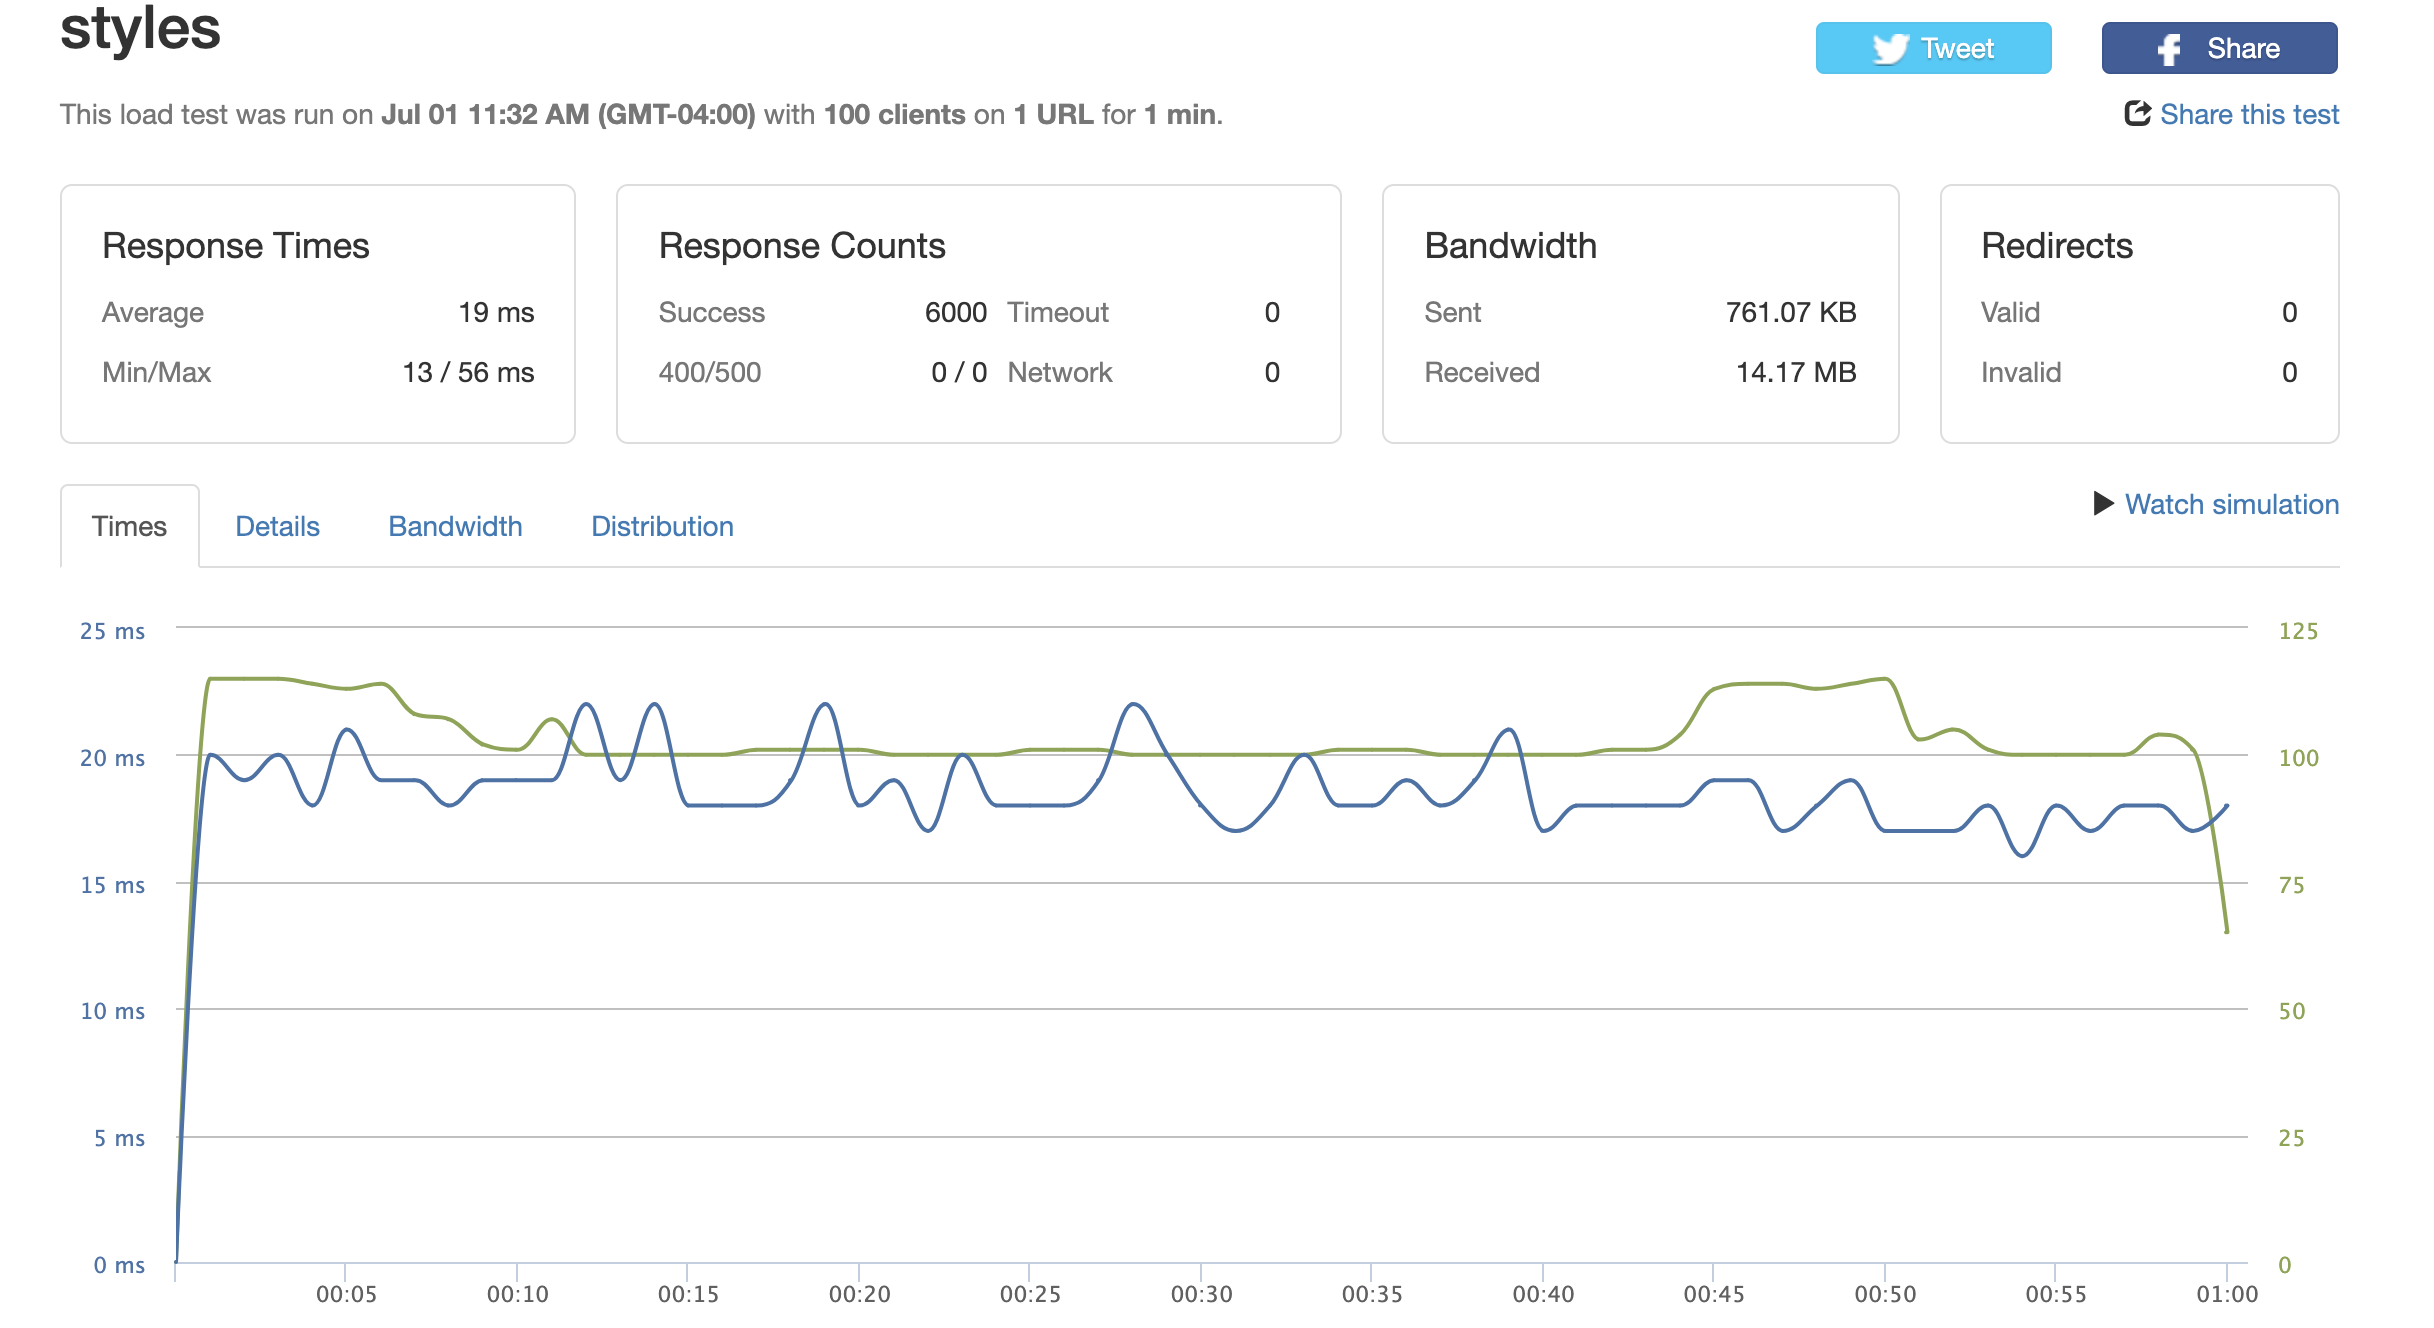 styles
Tweet
Share
This load test was run on Jul 01 11:32 AM (GMT-04:00) with 100 clients on 1 URL for 1 min.
Share this test
Response Times
Average 19 ms
Min/Max 13 / 56 ms
Response Counts
Success 6000 Timeout 0
400/500 0 / 0 Network 0
Bandwidth
Sent 761.07 KB
Received 14.17 MB
Redirects
Valid 0
Invalid 0
Times Details Bandwidth Distribution
Watch simulation
25 ms 125
20 ms 100
15 ms 75
10 ms 50
5 ms 25
0 ms 0
00:05 00:10 00:15 00:20 00:25 00:30 00:35 00:40 00:45 00:50 00:55 01:00